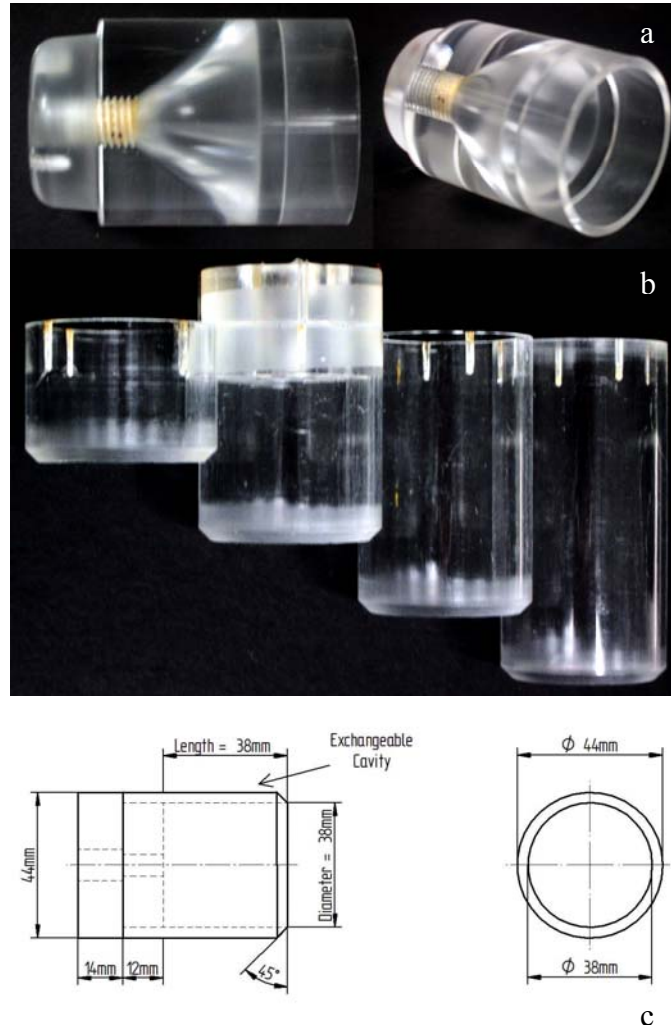 a
b
Length = 38mm
Exchangeable
Cavity
Φ 44mm
44mm
Diameter = 38mm
14mm
12mm
45°
Φ 38mm
c